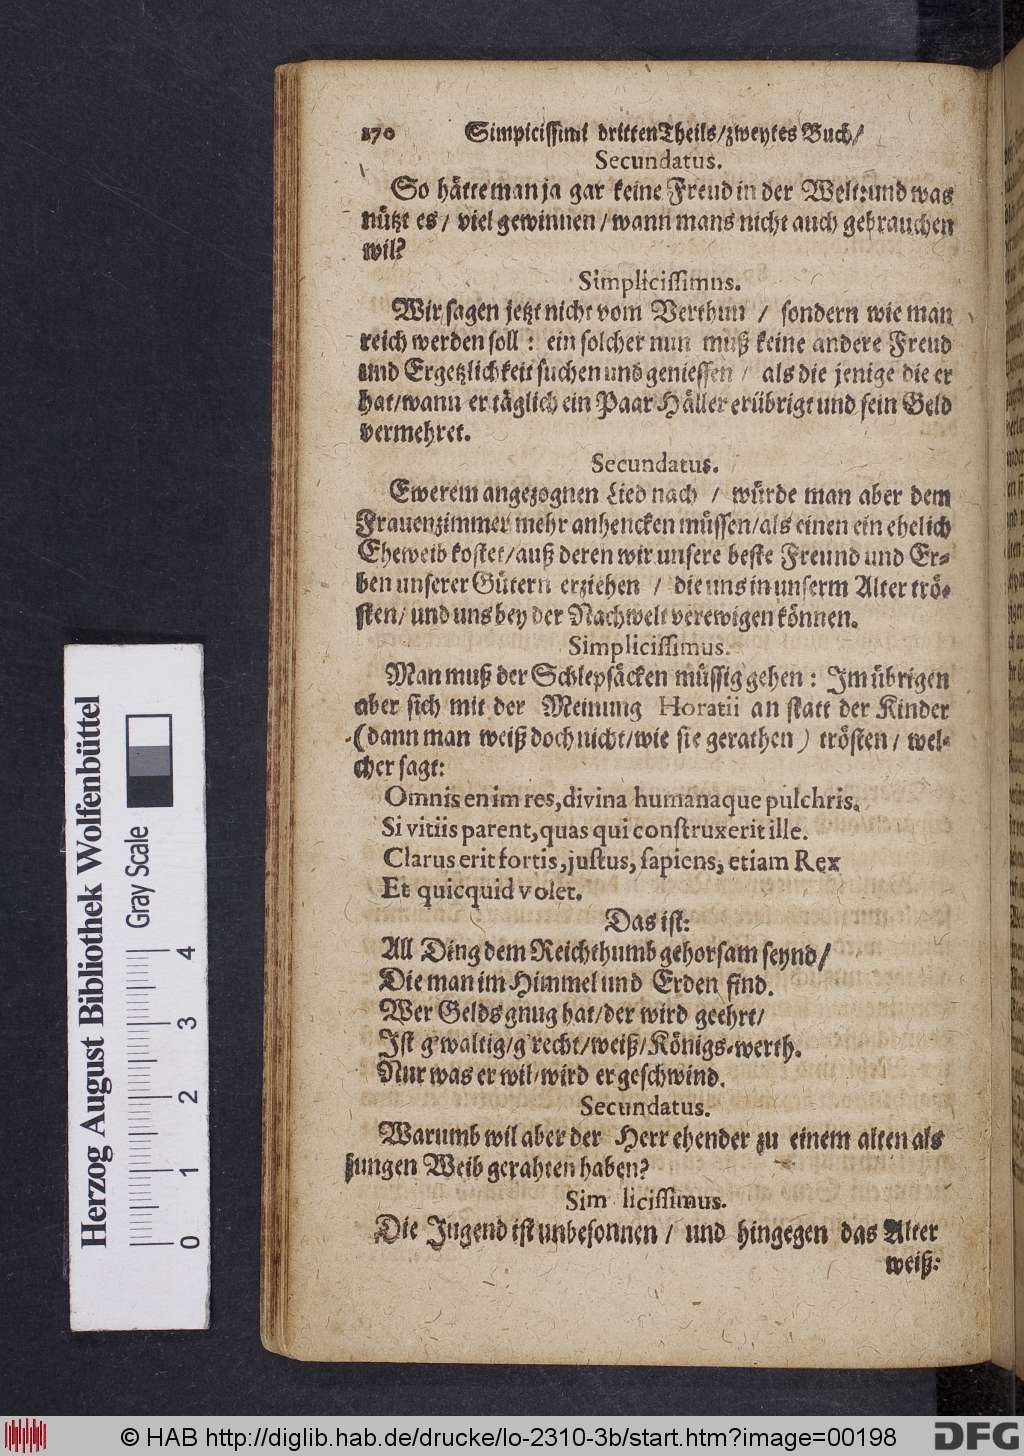 270 Simpicissimi dritten Theils/zweytes Buch/
Secundatus.
So hätte man ja gar keine Freud in der Welt: und was
nützt es / viel gewinnen / wann mans nicht auch gebrauchen
wil?
Simplicissimus.
Wir sagen jetzt nicht vom Verthun / sondern wie man
reich werden soll : ein solcher nun muß keine andere Freud
und Ergetzlichkeit suchen und geniessen / als die jenige die er
hat/wann er täglich ein Paar Häller erübrigt und sein Geld
vermehret.
Secundatus.
Ewerem angezognen Lied nach / würde man aber dem
Frauenzimmer mehr anhencken müssen/als einen ein ehelich
Eheweib kostet/auß deren wir unsere beste Freund und Er-
ben unserer Gütern erziehen / die uns in unserm Alter trö-
sten/ und uns bey der Nachwelt verewigen können.
Simplicissimus.
Man muß der Schlepsäcken müssig gehen : Im übrigen
aber sich mit der Meinung Horatii an statt der Kinder
(dann man weiß doch nicht/wie sie gerathen) trösten / wel-
cher sagt:
Omnis enim res, divina humanaque pulchris.
Si vitiis parent, quas qui construxerit ille.
Clarus erit fortis, justus, sapiens, etiam Rex
Et quicquid volet.
Das ist:
All Ding dem Reichthumb gehorsam seynd/
Die man im Himmel und Erden find.
Wer Gelds gnug hat/der wird geehrt/
Ist g'waltig/g'recht/weiß/Königs-werth.
Nur was er wil/wird er geschwind.
Secundatus.
Warumb wil aber der Herr ehender zu einem alten als
jungen Weib gerahten haben?
Sim licissimus.
Die Jugend ist unbesonnen / und hingegen das Alter
weiß:
Herzog August Bibliothek Wolfenbüttel
Gray Scale
0 1 2 3 4
© HAB http://diglib.hab.de/drucke/lo-2310-3b/start.htm?image=00198
DFG